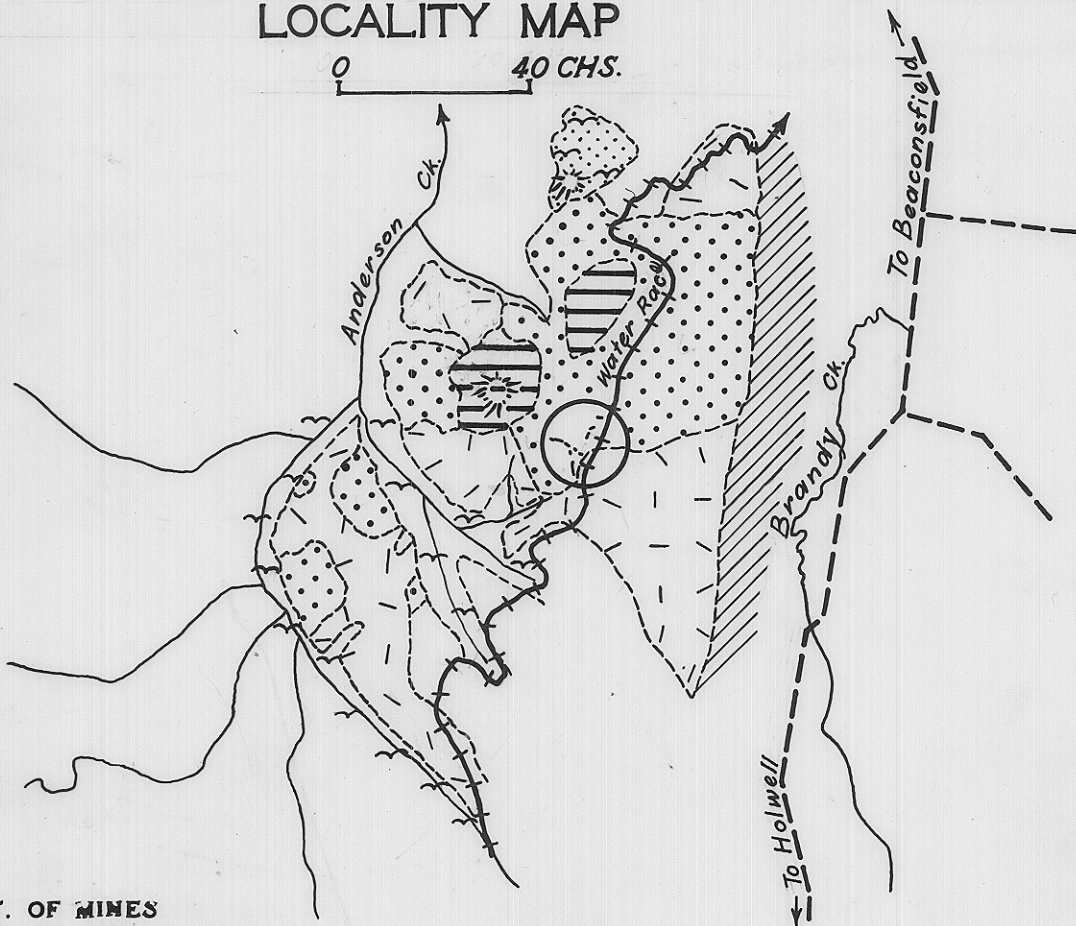 LOCALITY MAP
0 40 CHS.
To Beaconsfield
Ck.
Anderson
Water Race
Ck.
Brandy
To Holwell
T. OF MINES